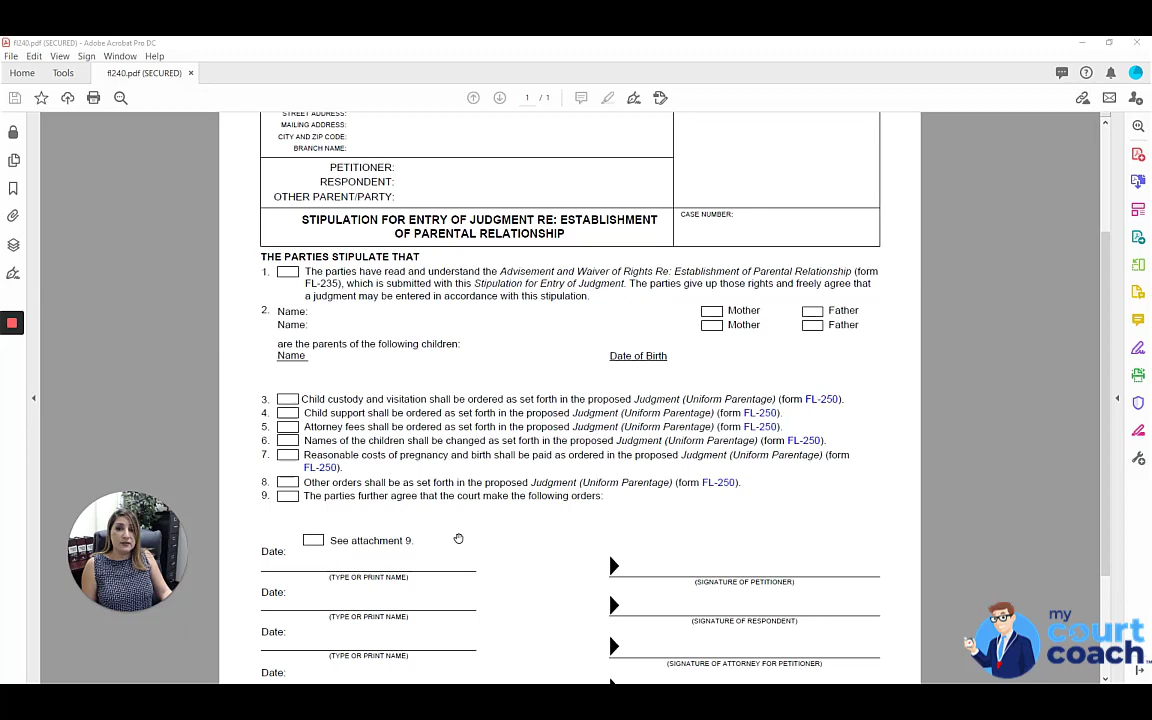 fl240.pdf (SECURED) - Adobe Acrobat Pro DC
File Edit View Sign Window Help
Home Tools fl240.pdf (SECURED) ×
1 / 1
STREET ADDRESS:
MAILING ADDRESS:
CITY AND ZIP CODE:
BRANCH NAME:
PETITIONER:
RESPONDENT:
OTHER PARENT/PARTY:
STIPULATION FOR ENTRY OF JUDGMENT RE: ESTABLISHMENT
OF PARENTAL RELATIONSHIP
CASE NUMBER:
THE PARTIES STIPULATE THAT
1. The parties have read and understand the Advisement and Waiver of Rights Re: Establishment of Parental Relationship (form
FL-235), which is submitted with this Stipulation for Entry of Judgment. The parties give up those rights and freely agree that
a judgment may be entered in accordance with this stipulation.
2. Name: Mother Father
Name: Mother Father
are the parents of the following children:
Name Date of Birth
3. Child custody and visitation shall be ordered as set forth in the proposed Judgment (Uniform Parentage) (form FL-250).
4. Child support shall be ordered as set forth in the proposed Judgment (Uniform Parentage) (form FL-250).
5. Attorney fees shall be ordered as set forth in the proposed Judgment (Uniform Parentage) (form FL-250).
6. Names of the children shall be changed as set forth in the proposed Judgment (Uniform Parentage) (form FL-250).
7. Reasonable costs of pregnancy and birth shall be paid as ordered in the proposed Judgment (Uniform Parentage) (form
FL-250).
8. Other orders shall be as set forth in the proposed Judgment (Uniform Parentage) (form FL-250).
9. The parties further agree that the court make the following orders:
See attachment 9.
Date:
(TYPE OR PRINT NAME) (SIGNATURE OF PETITIONER)
Date:
(TYPE OR PRINT NAME) (SIGNATURE OF RESPONDENT)
Date:
(TYPE OR PRINT NAME) (SIGNATURE OF ATTORNEY FOR PETITIONER)
Date:
my
court
coach™